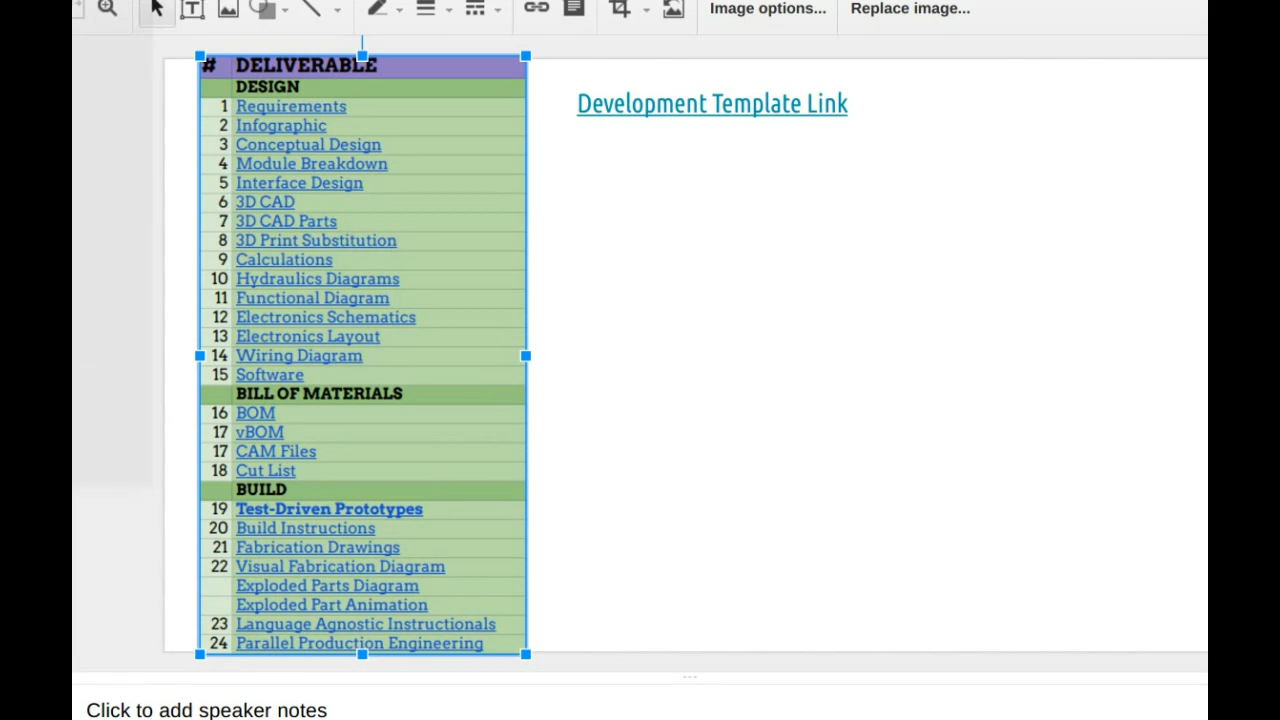 Image options...
Replace image...
# DELIVERABLE
DESIGN
1 Requirements
2 Infographic
3 Conceptual Design
4 Module Breakdown
5 Interface Design
6 3D CAD
7 3D CAD Parts
8 3D Print Substitution
9 Calculations
10 Hydraulics Diagrams
11 Functional Diagram
12 Electronics Schematics
13 Electronics Layout
14 Wiring Diagram
15 Software
BILL OF MATERIALS
16 BOM
17 vBOM
17 CAM Files
18 Cut List
BUILD
19 Test-Driven Prototypes
20 Build Instructions
21 Fabrication Drawings
22 Visual Fabrication Diagram
Exploded Parts Diagram
Exploded Part Animation
23 Language Agnostic Instructionals
24 Parallel Production Engineering
Development Template Link
Click to add speaker notes